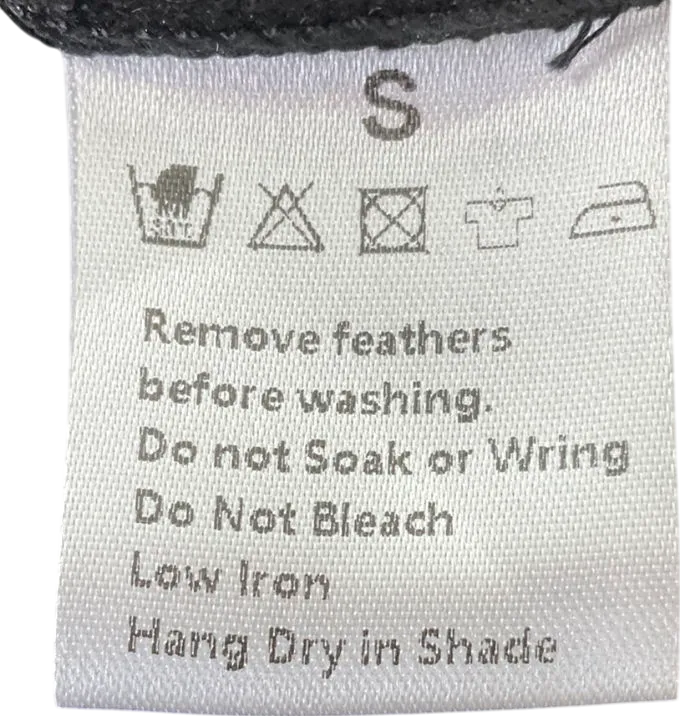 S
Remove feathers
before washing.
Do not Soak or Wring
Do Not Bleach
Low Iron
Hang Dry in Shade